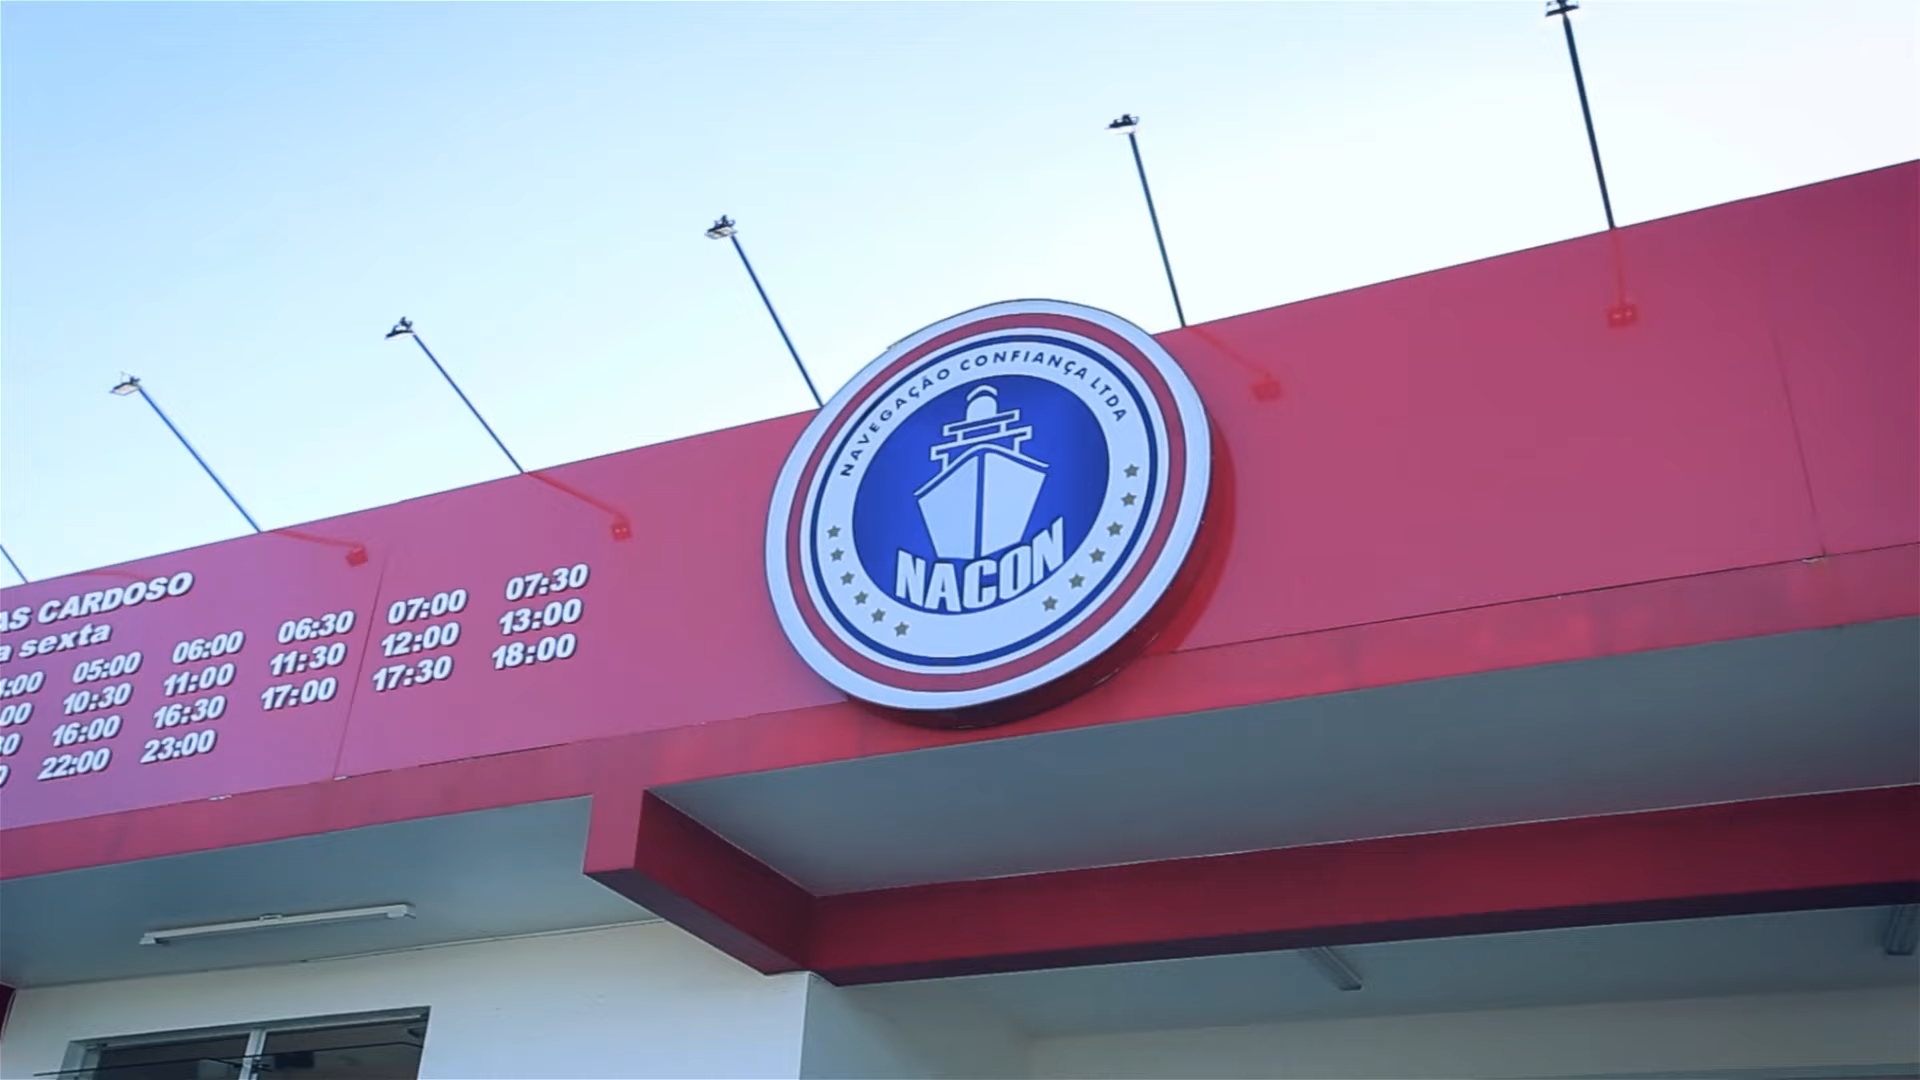 CARDOSO
sexta
05:00 06:00 06:30 07:00 07:30
10:30 11:00 11:30 12:00 13:00
16:00 16:30 17:00 17:30 18:00
22:00 23:00
NAVEGAÇÃO CONFIANÇA LTDA
NACON